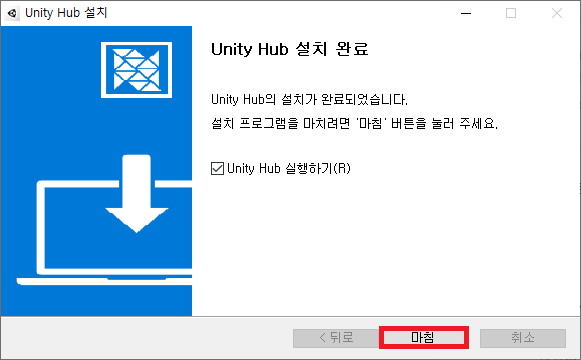 Unity Hub 설치
Unity Hub 설치 완료
Unity Hub의 설치가 완료되었습니다.
설치 프로그램을 마치려면 '마침' 버튼을 눌러 주세요.
Unity Hub 실행하기(R)
< 뒤로
마침
취소